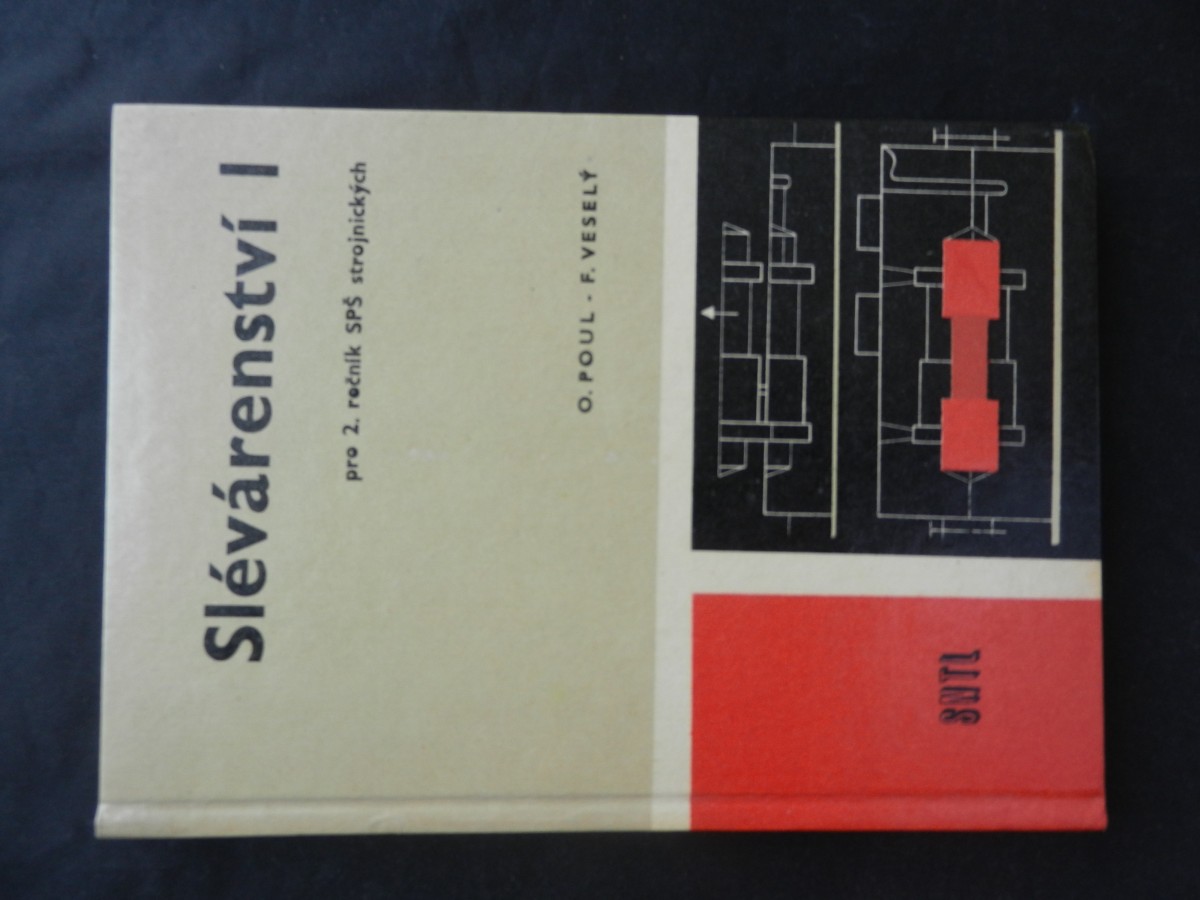 Slévárenství I
pro 2. ročník SPŠ strojnických
O. POUL - F. VESELÝ
SNTL